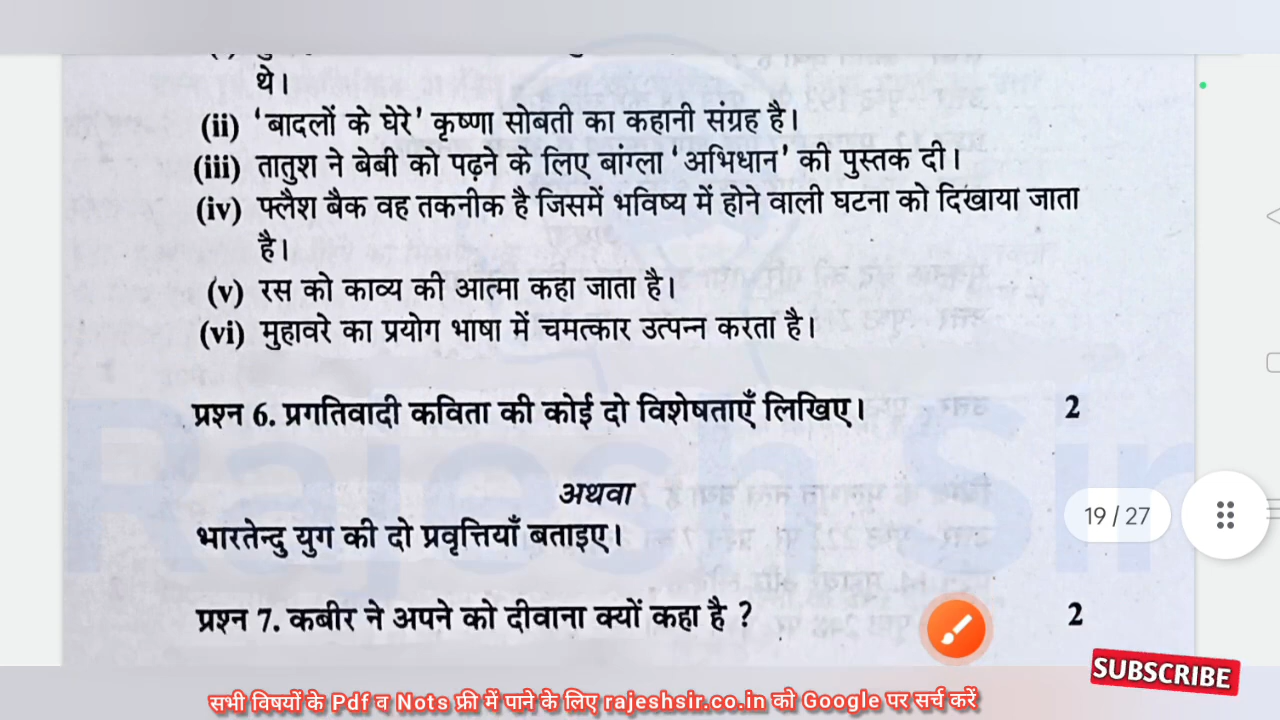 थे।
(ii) ‘बादलों के घेरे’ कृष्णा सोबती का कहानी संग्रह है।
(iii) तातुश ने बेबी को पढ़ने के लिए बांग्ला ‘अभिधान’ की पुस्तक दी।
(iv) फ्लैश बैक वह तकनीक है जिसमें भविष्य में होने वाली घटना को दिखाया जाता
है।
(v) रस को काव्य की आत्मा कहा जाता है।
(vi) मुहावरे का प्रयोग भाषा में चमत्कार उत्पन्न करता है।
प्रश्न 6. प्रगतिवादी कविता की कोई दो विशेषताएँ लिखिए। 2
अथवा
भारतेन्दु युग की दो प्रवृत्तियाँ बताइए।
Rajesh Sir
19 / 27
प्रश्न 7. कबीर ने अपने को दीवाना क्यों कहा है ? 2
SUBSCRIBE
सभी विषयों के Pdf व Nots फ्री में पाने के लिए rajeshsir.co.in को Google पर सर्च करें